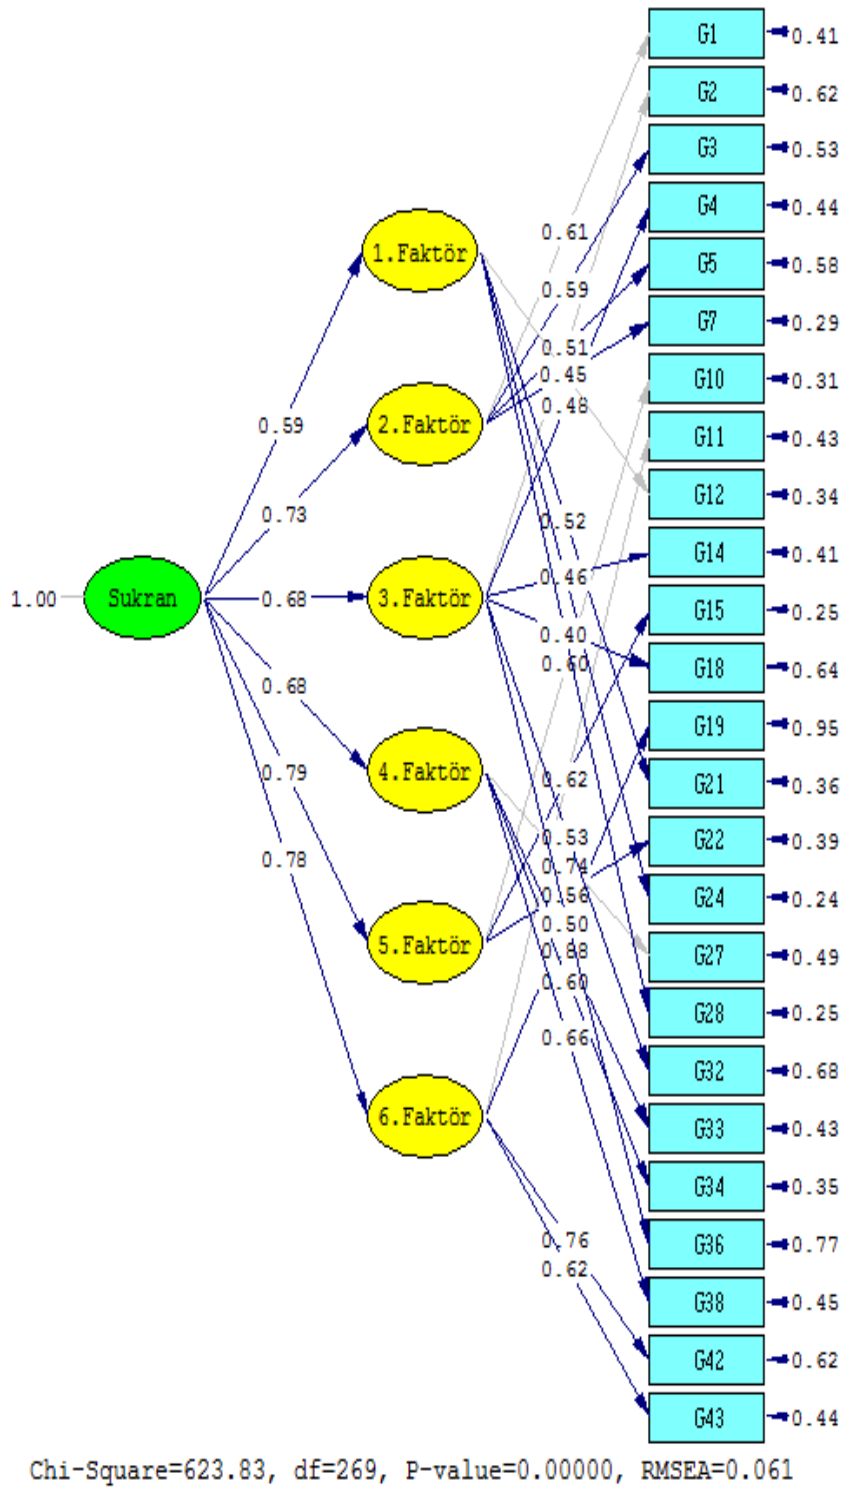 G1 0.41
G2 0.62
G3 0.53
G4 0.44
0.61
1.Faktör
G5 0.58
0.59
G7 0.29
0.51
0.45
G10 0.31
0.48
0.59
2.Faktör
G11 0.43
G12 0.34
0.73
0.52
G14 0.41
0.46
1.00 Sukran 0.68 3.Faktör
G15 0.25
0.40
0.60
G18 0.64
0.68
G19 0.95
0.79
4.Faktör
0.62
G21 0.36
0.53
G22 0.39
0.78
0.74
0.56
G24 0.24
0.50
5.Faktör
0.88
G27 0.49
0.60
G28 0.25
0.66
G32 0.68
6.Faktör
G33 0.43
G34 0.35
0.76
G36 0.77
0.62
G38 0.45
G42 0.62
G43 0.44
Chi-Square=623.83, df=269, P-value=0.00000, RMSEA=0.061